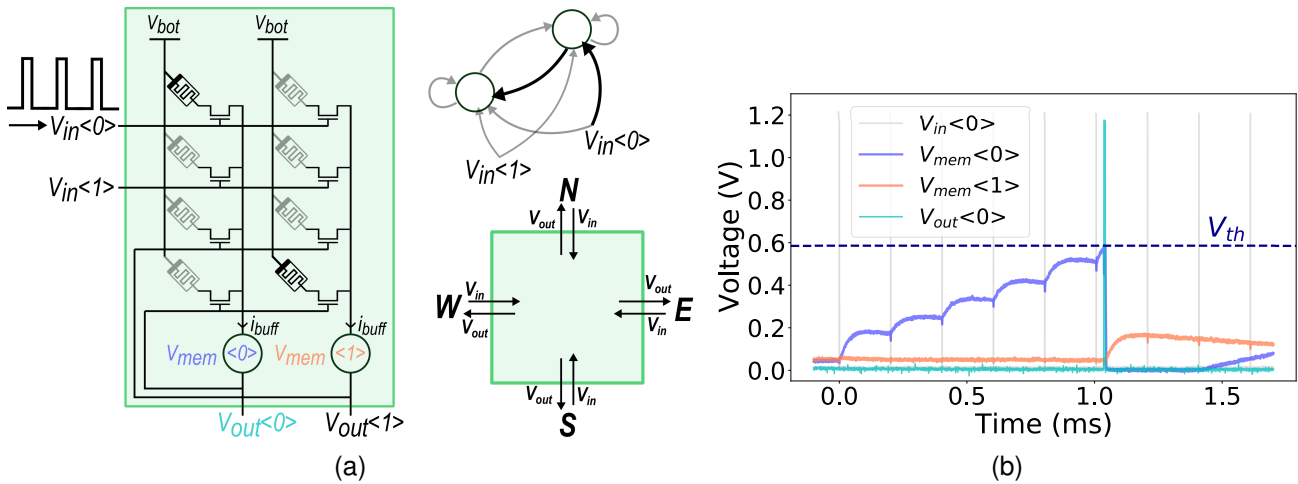 V_bot V_bot
V_in<0>
V_in<1>
i_buff i_buff
V_mem <0> V_mem <1>
V_out<0> V_out<1>
(a)
V_in<0>
V_in<1>
N
V_out V_in
W V_in V_out E
V_out V_in
V_out V_in
S
Voltage (V)
1.2
1.0
0.8
0.6
0.4
0.2
0.0
V_in<0>
V_mem<0>
V_mem<1>
V_out<0>
V_th
0.0 0.5 1.0 1.5
Time (ms)
(b)